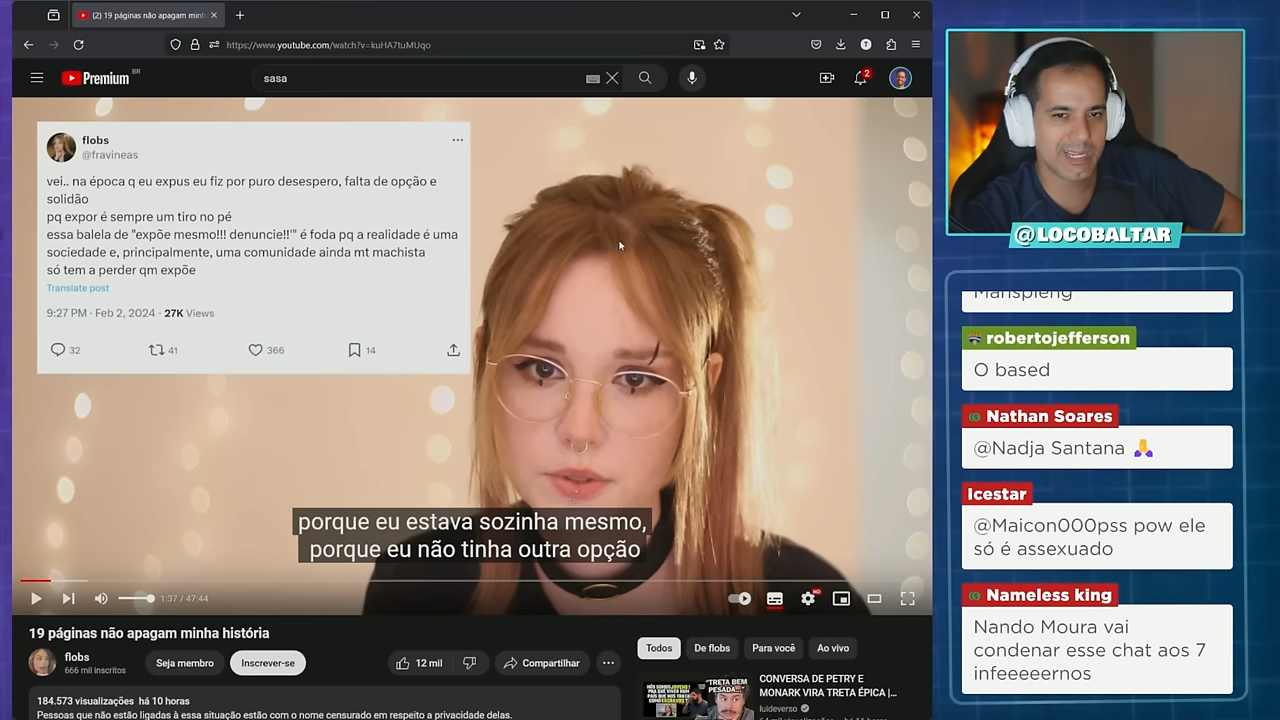 (2) 19 páginas não apagam minh
https://www.youtube.com/watch?v=kuHA7tuMUqo
Premium BR
sasa
2
flobs
@fravineas
vei.. na época q eu expus eu fiz por puro desespero, falta de opção e
solidão
pq expor é sempre um tiro no pé
essa balela de "expõe mesmo!!! denuncie!!'" é foda pq a realidade é uma
sociedade e, principalmente, uma comunidade ainda mt machista
só tem a perder qm expõe
Translate post
9:27 PM · Feb 2, 2024 · 27K Views
32
41
366
14
porque eu estava sozinha mesmo,
porque eu não tinha outra opção
1:37 / 47:44
HD
19 páginas não apagam minha história
flobs
666 mil inscritos
Seja membro
Inscrever-se
12 mil
Compartilhar
184.573 visualizações há 10 horas
Pessoas que não estão ligadas à essa situação estão com o nome censurado em respeito a privacidade delas.
Todos
De flobs
Para você
Ao vivo
"TRETA BEM
PESADA..."
CONVERSA DE PETRY E
MONARK VIRA TRETA ÉPICA |...
luideverso
@LOCOBALTAR
robertojefferson
O based
Nathan Soares
@Nadja Santana 🙏
Icestar
@Maicon000pss pow ele
só é assexuado
Nameless king
Nando Moura vai
condenar esse chat aos 7
infeeeeernos